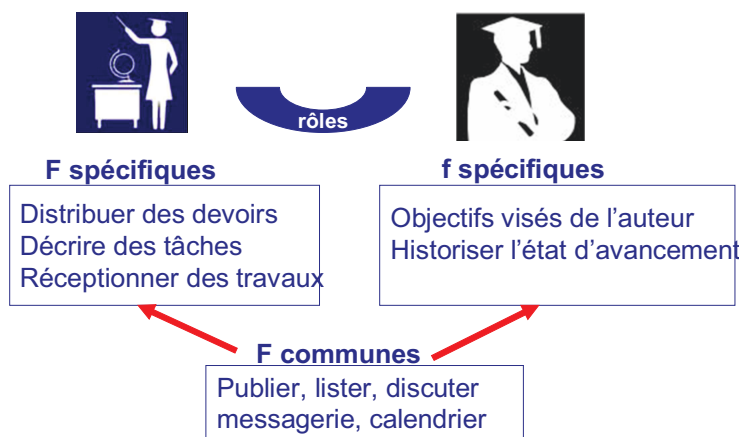 rôles
F spécifiques
f spécifiques
Distribuer des devoirs
Décrire des tâches
Réceptionner des travaux
Objectifs visés de l’auteur
Historiser l’état d’avancement
F communes
Publier, lister, discuter
messagerie, calendrier